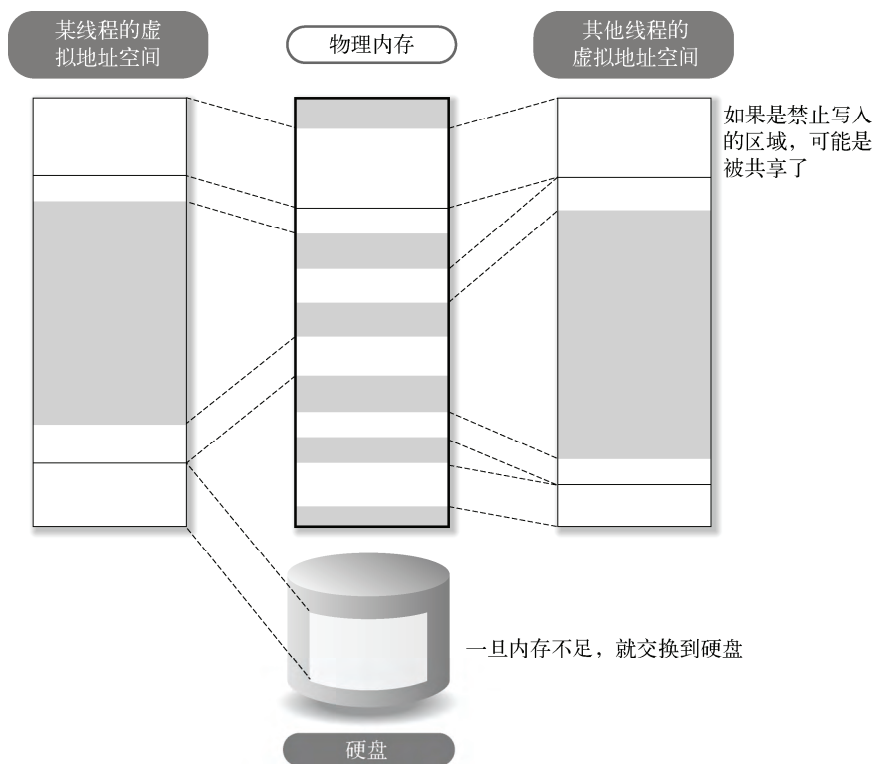 某线程的虚
拟地址空间
物理内存
其他线程的
虚拟地址空间
如果是禁止写入
的区域，可能是
被共享了
一旦内存不足，就交换到硬盘
硬盘